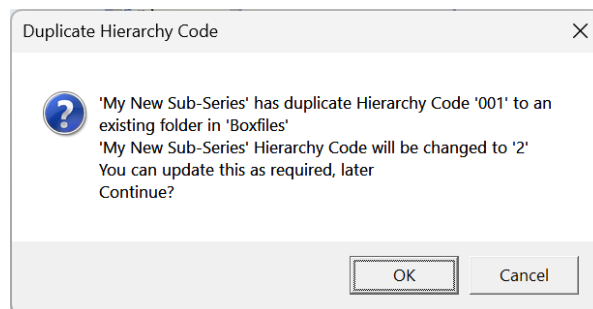 Duplicate Hierarchy Code
'My New Sub-Series' has duplicate Hierarchy Code '001' to an
existing folder in 'Boxfiles'
'My New Sub-Series' Hierarchy Code will be changed to '2'
You can update this as required, later
Continue?
OK
Cancel